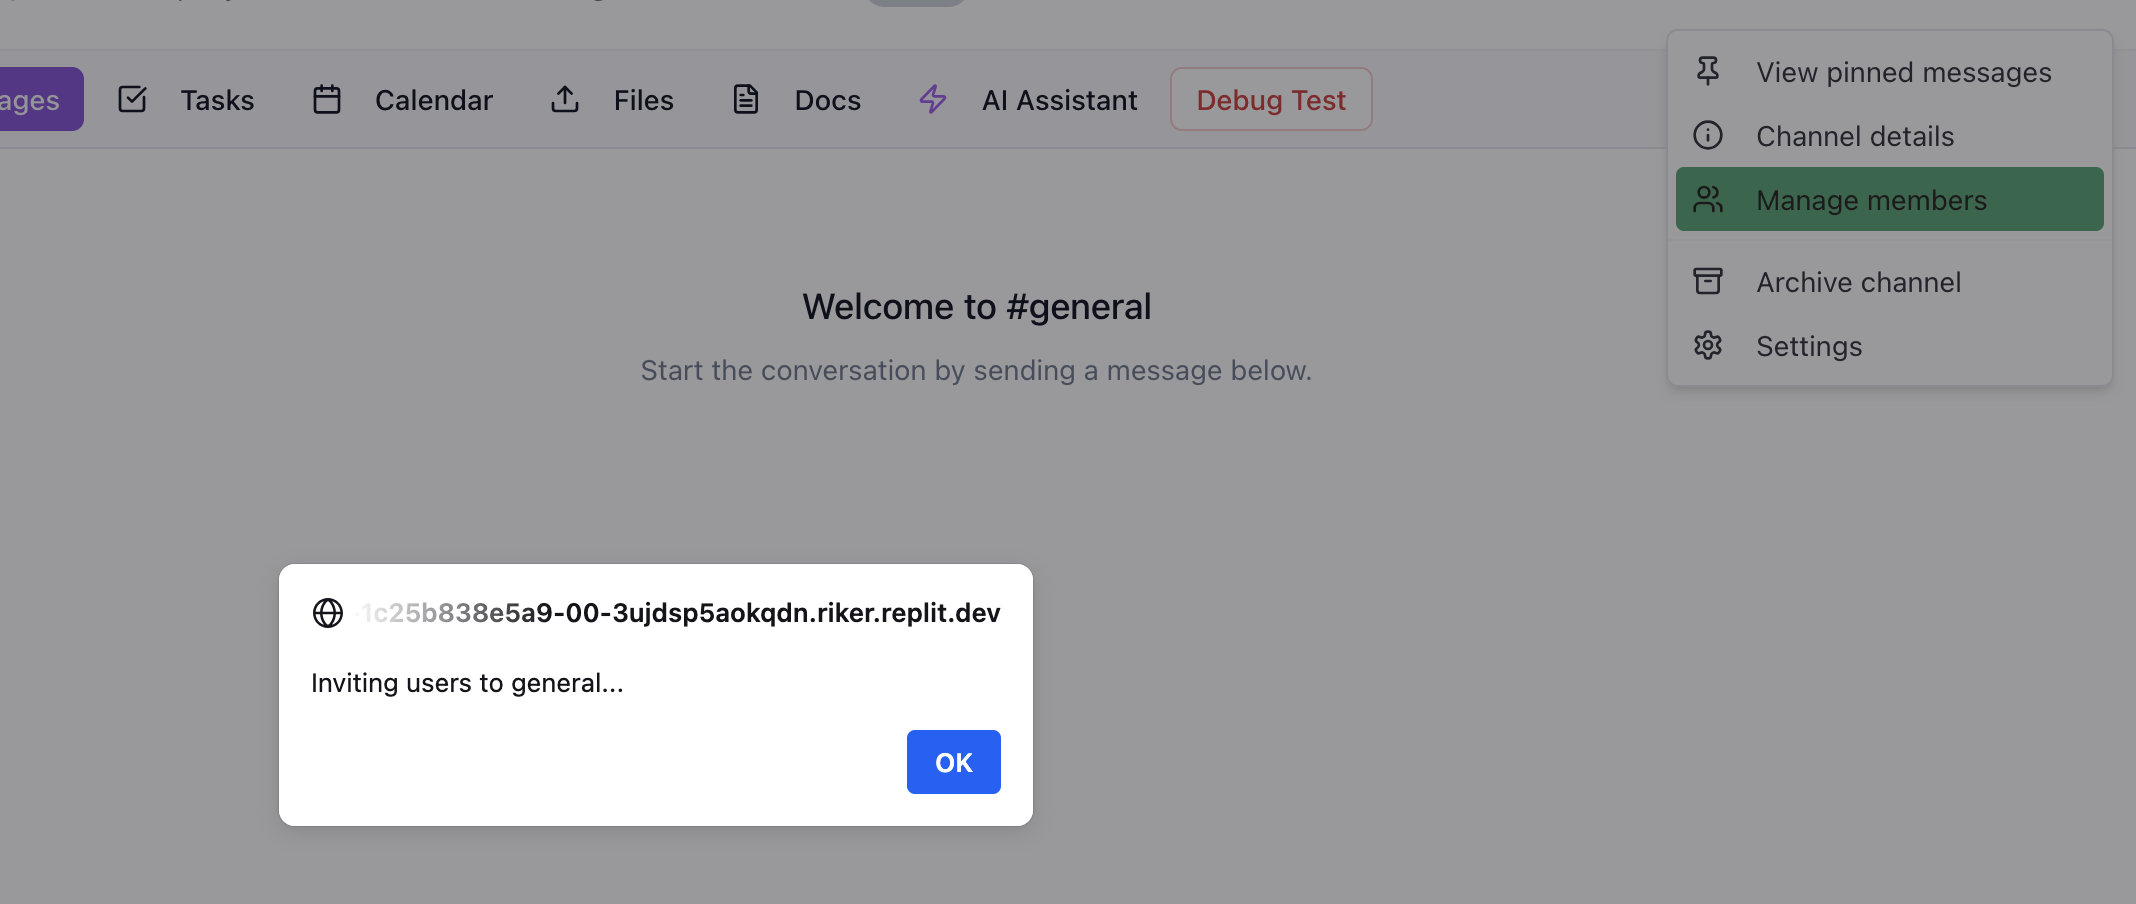 ages Tasks Calendar Files Docs AI Assistant Debug Test
View pinned messages
Channel details
Manage members
Archive channel
Settings
Welcome to #general
Start the conversation by sending a message below.
-1c25b838e5a9-00-3ujdsp5aokqdn.riker.replit.dev
Inviting users to general...
OK